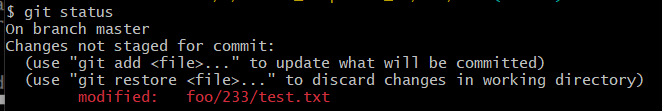 $ git status
On branch master
Changes not staged for commit:
(use "git add <file>..." to update what will be committed)
(use "git restore <file>..." to discard changes in working directory)
modified: foo/233/test.txt